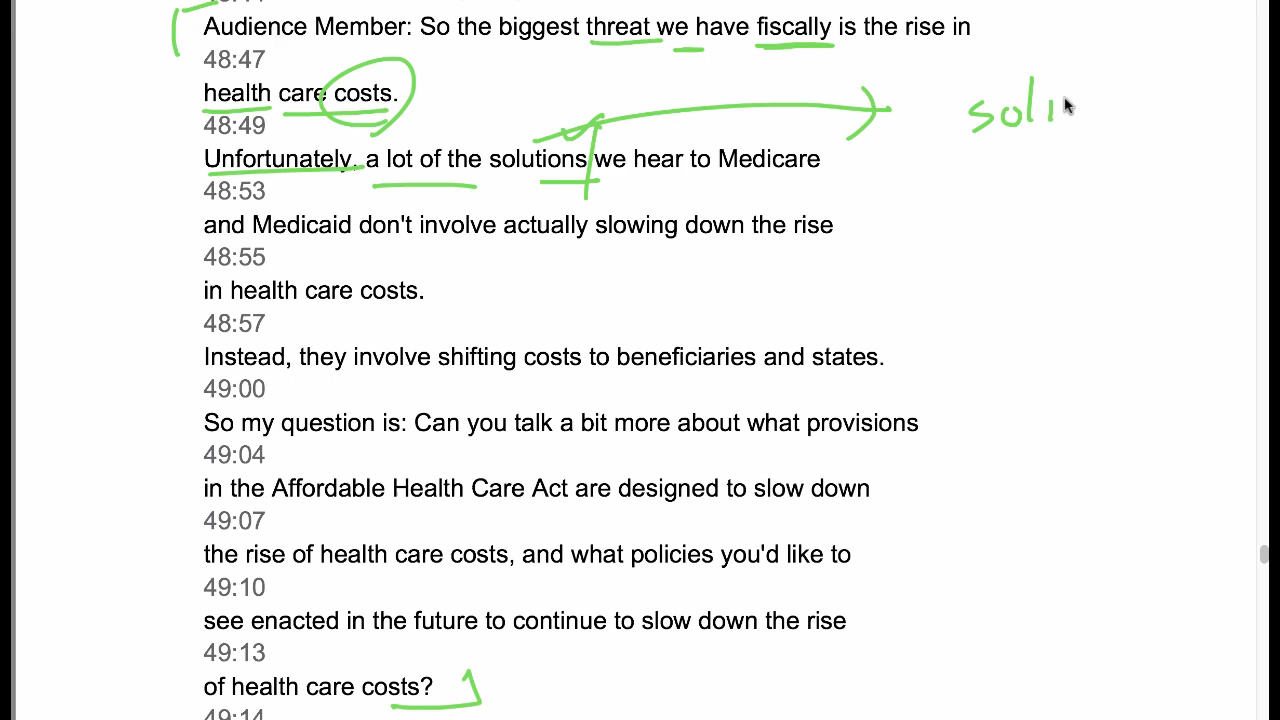 Audience Member: So the biggest threat we have fiscally is the rise in
48:47
health care costs.
48:49
Unfortunately, a lot of the solutions we hear to Medicare
48:53
and Medicaid don't involve actually slowing down the rise
48:55
in health care costs.
48:57
Instead, they involve shifting costs to beneficiaries and states.
49:00
So my question is: Can you talk a bit more about what provisions
49:04
in the Affordable Health Care Act are designed to slow down
49:07
the rise of health care costs, and what policies you'd like to
49:10
see enacted in the future to continue to slow down the rise
49:13
of health care costs?
49:14